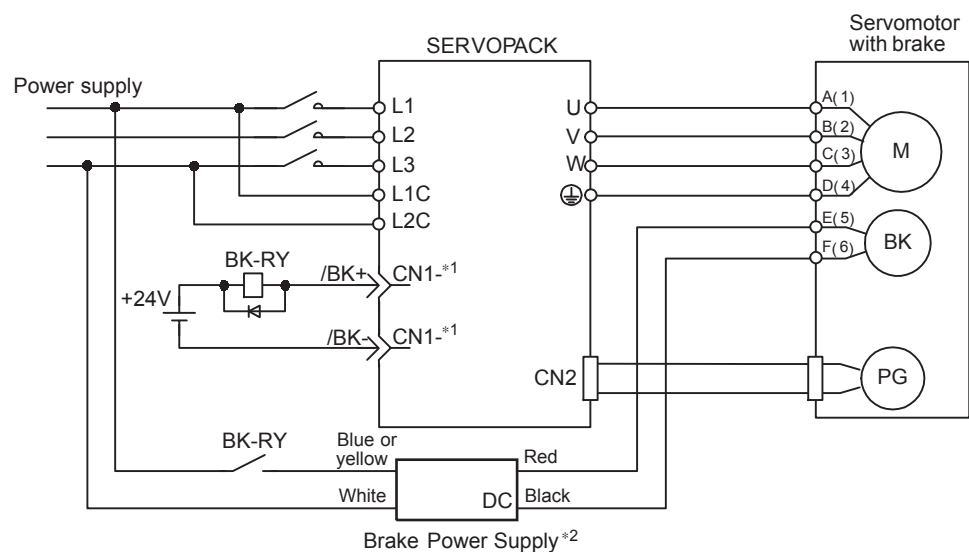 Servomotor
with brake
SERVOPACK
Power supply
L1
L2
L3
L1C
L2C
U
V
W
A(1)
B(2)
C(3)
D(4)
M
E(5)
F(6)
BK
BK-RY
/BK+
CN1-*1
+24V
/BK-
CN1-*1
CN2
PG
BK-RY
Blue or
yellow
White
Red
DC
Black
Brake Power Supply*2